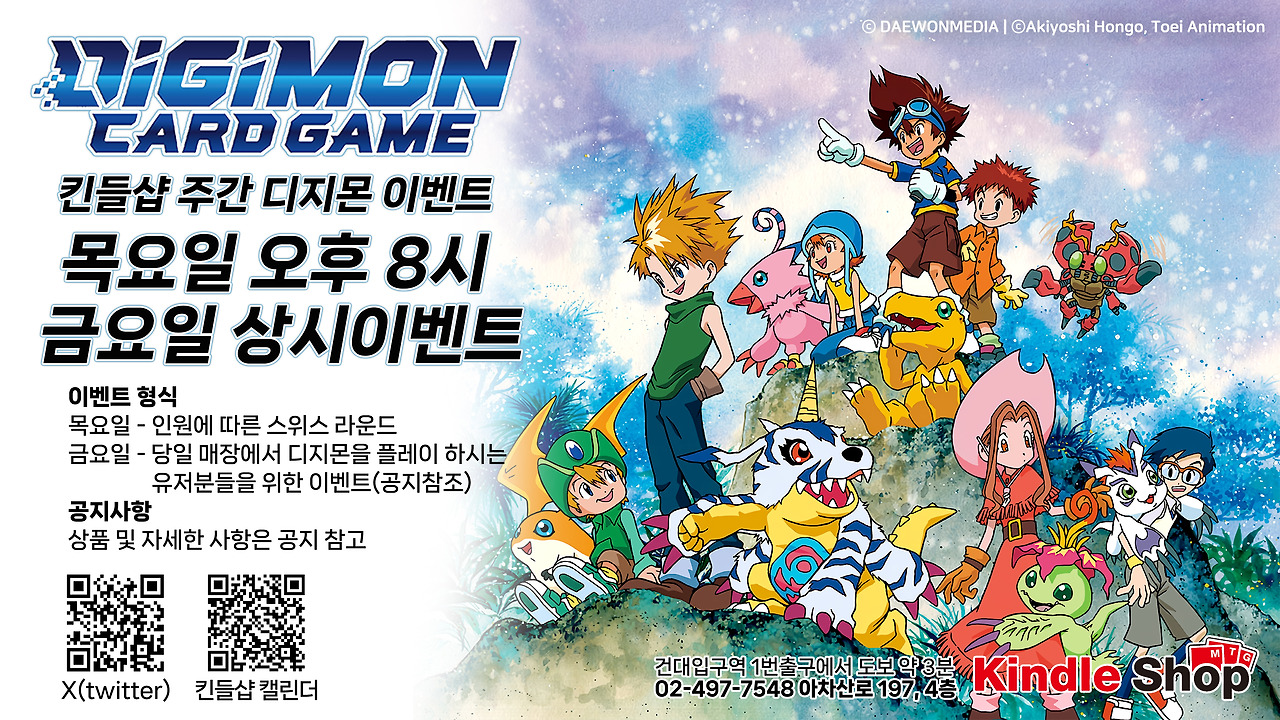 © DAEWONMEDIA | ©Akiyoshi Hongo, Toei Animation
DIGIMON
CARD GAME
킨들샵 주간 디지몬 이벤트
목요일 오후 8시
금요일 상시이벤트
이벤트 형식
목요일 - 인원에 따른 스위스 라운드
금요일 - 당일 매장에서 디지몬을 플레이 하시는
유저분들을 위한 이벤트(공지참조)
공지사항
상품 및 자세한 사항은 공지 참고
X(twitter)
킨들샵 캘린더
건대입구역 1번출구에서 도보 약 3분
02-497-7548 아차산로 197, 4층
Kindle Shop
MTG